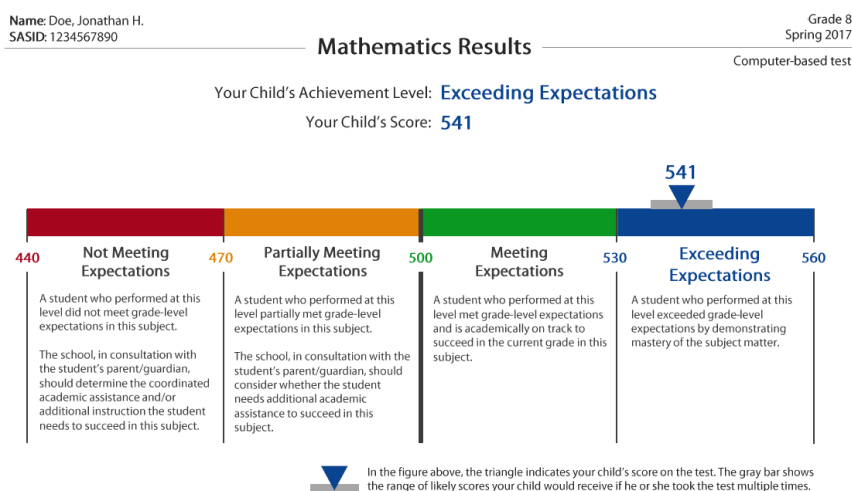 Name: Doe, Jonathan H.
SASID: 1234567890
Grade 8
Spring 2017
Mathematics Results
Computer-based test
Your Child's Achievement Level: Exceeding Expectations
Your Child's Score: 541
541
440
Not Meeting
Expectations
470
Partially Meeting
Expectations
500
Meeting
Expectations
530
Exceeding
Expectations
560
A student who performed at this
level did not meet grade-level
expectations in this subject.
The school, in consultation with
the student's parent/guardian,
should determine the coordinated
academic assistance and/or
additional instruction the student
needs to succeed in this subject.
A student who performed at this
level partially met grade-level
expectations in this subject.
The school, in consultation with the
student's parent/guardian, should
consider whether the student
needs additional academic
assistance to succeed in this
subject.
A student who performed at this
level met grade-level expectations
and is academically on track to
succeed in the current grade in this
subject.
A student who performed at this
level exceeded grade-level
expectations by demonstrating
mastery of the subject matter.
In the figure above, the triangle indicates your child's score on the test. The gray bar shows
the range of likely scores your child would receive if he or she took the test multiple times.